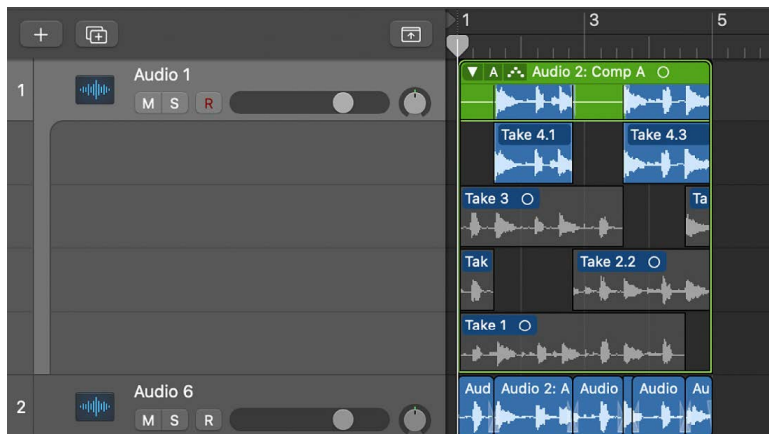 1 3 5
1 Audio 1
M S R
A Audio 2: Comp A
Take 4.1 Take 4.3
Take 3 Ta
Tak Take 2.2
Take 1
2 Audio 6
M S R
Aud Audio 2: A Audio Audio Au